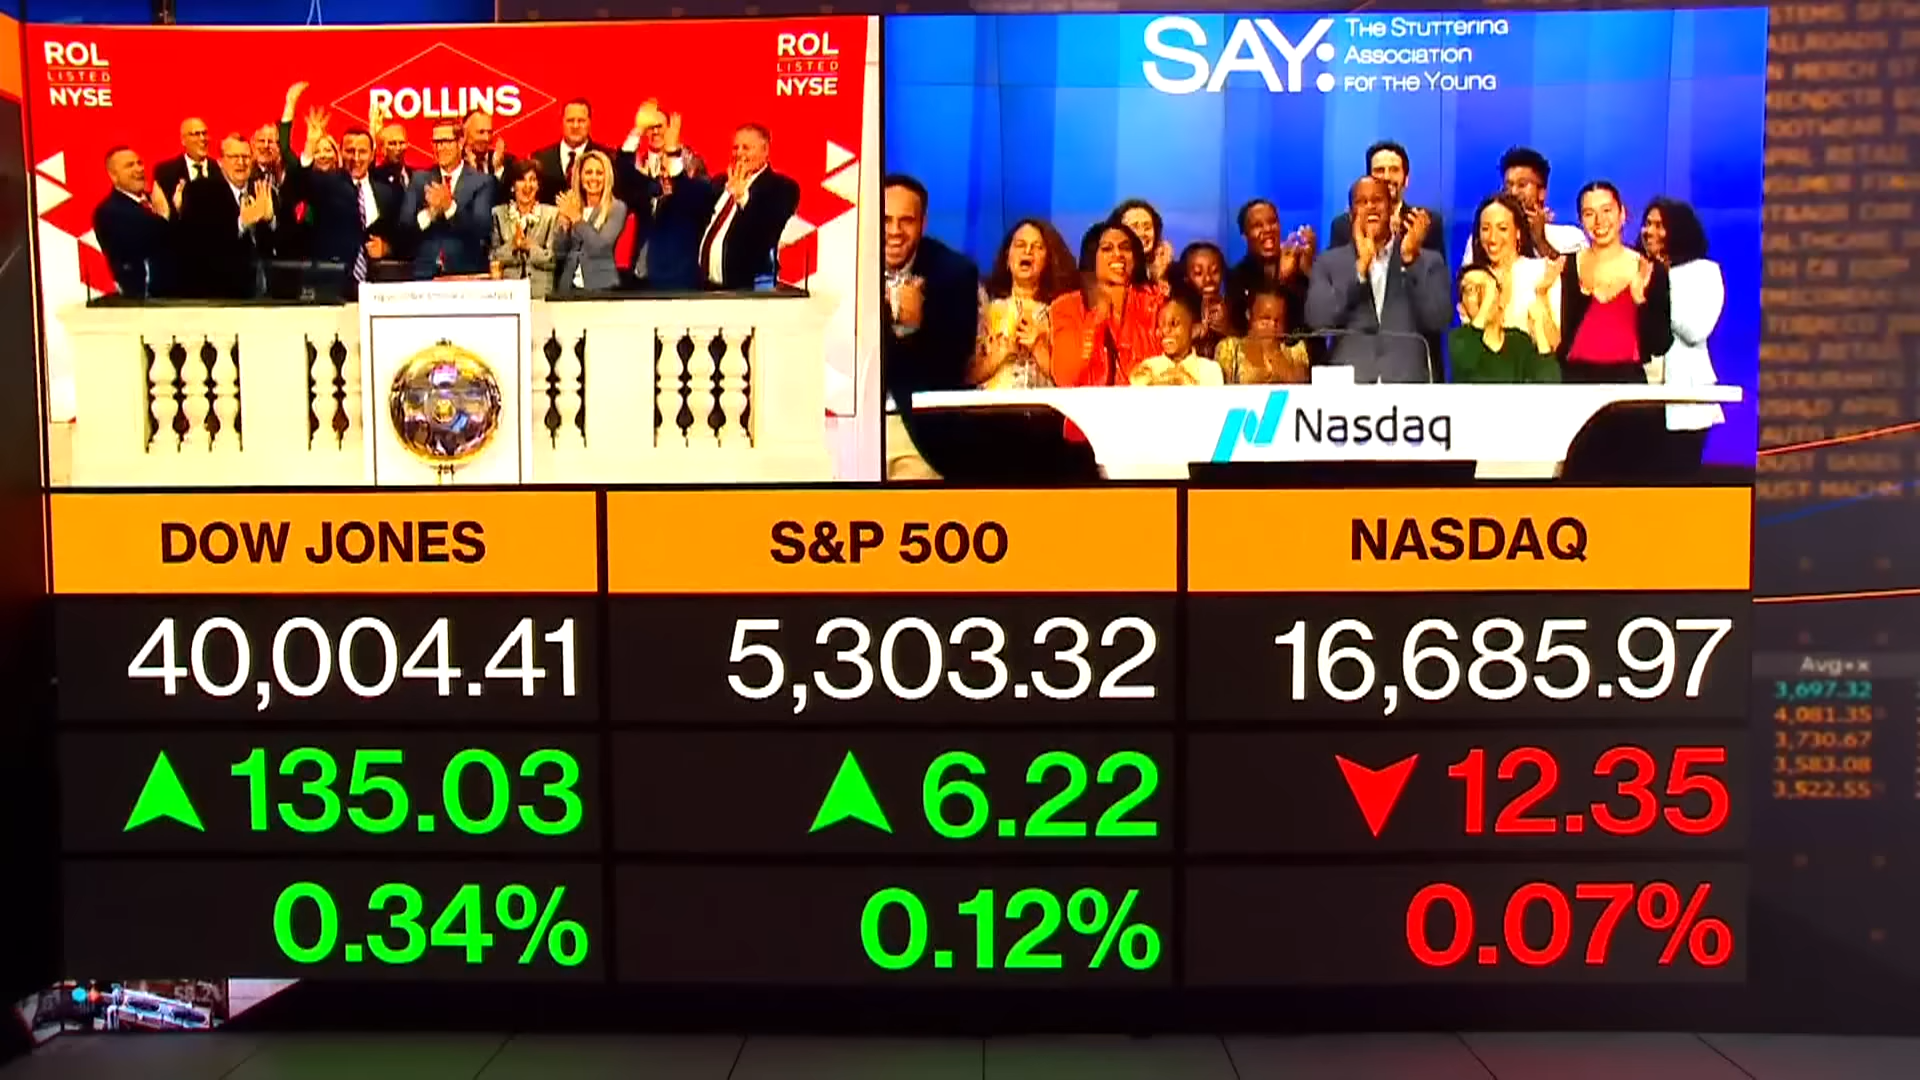 ROL
LISTED
NYSE
ROLLINS
ROL
LISTED
NYSE
SAY:
The Stuttering
Association
for the Young
Nasdaq
DOW JONES
S&P 500
NASDAQ
40,004.41
5,303.32
16,685.97
135.03
6.22
12.35
0.34%
0.12%
0.07%
Avg
3,697.32
4,081.35
3,730.67
3,583.08
3,522.55